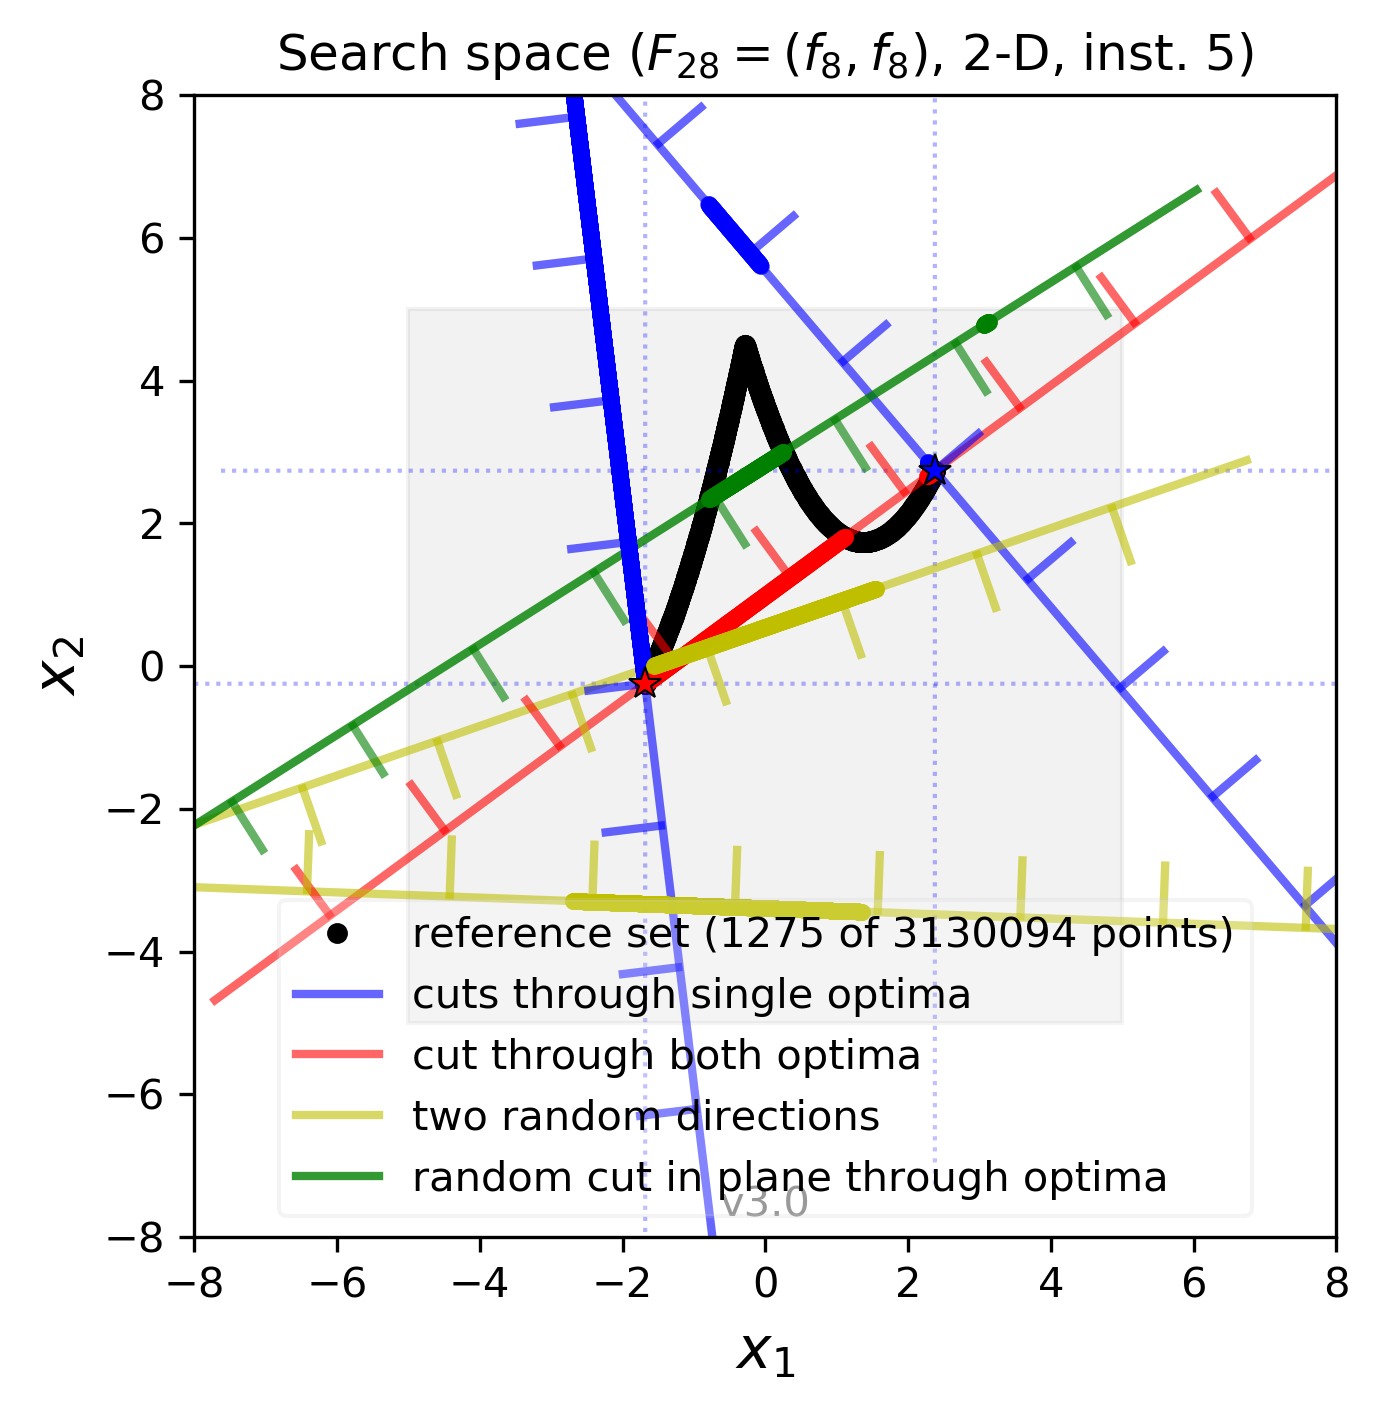 Search space (F₂₈ = (f₈, f₈), 2-D, inst. 5)
8
6
4
2
0
−2
−4
−6
−8
x₂
reference set (1275 of 3130094 points)
cuts through single optima
cut through both optima
two random directions
random cut in plane through optima
v3.0
−8 −6 −4 −2 0 2 4 6 8
x₁